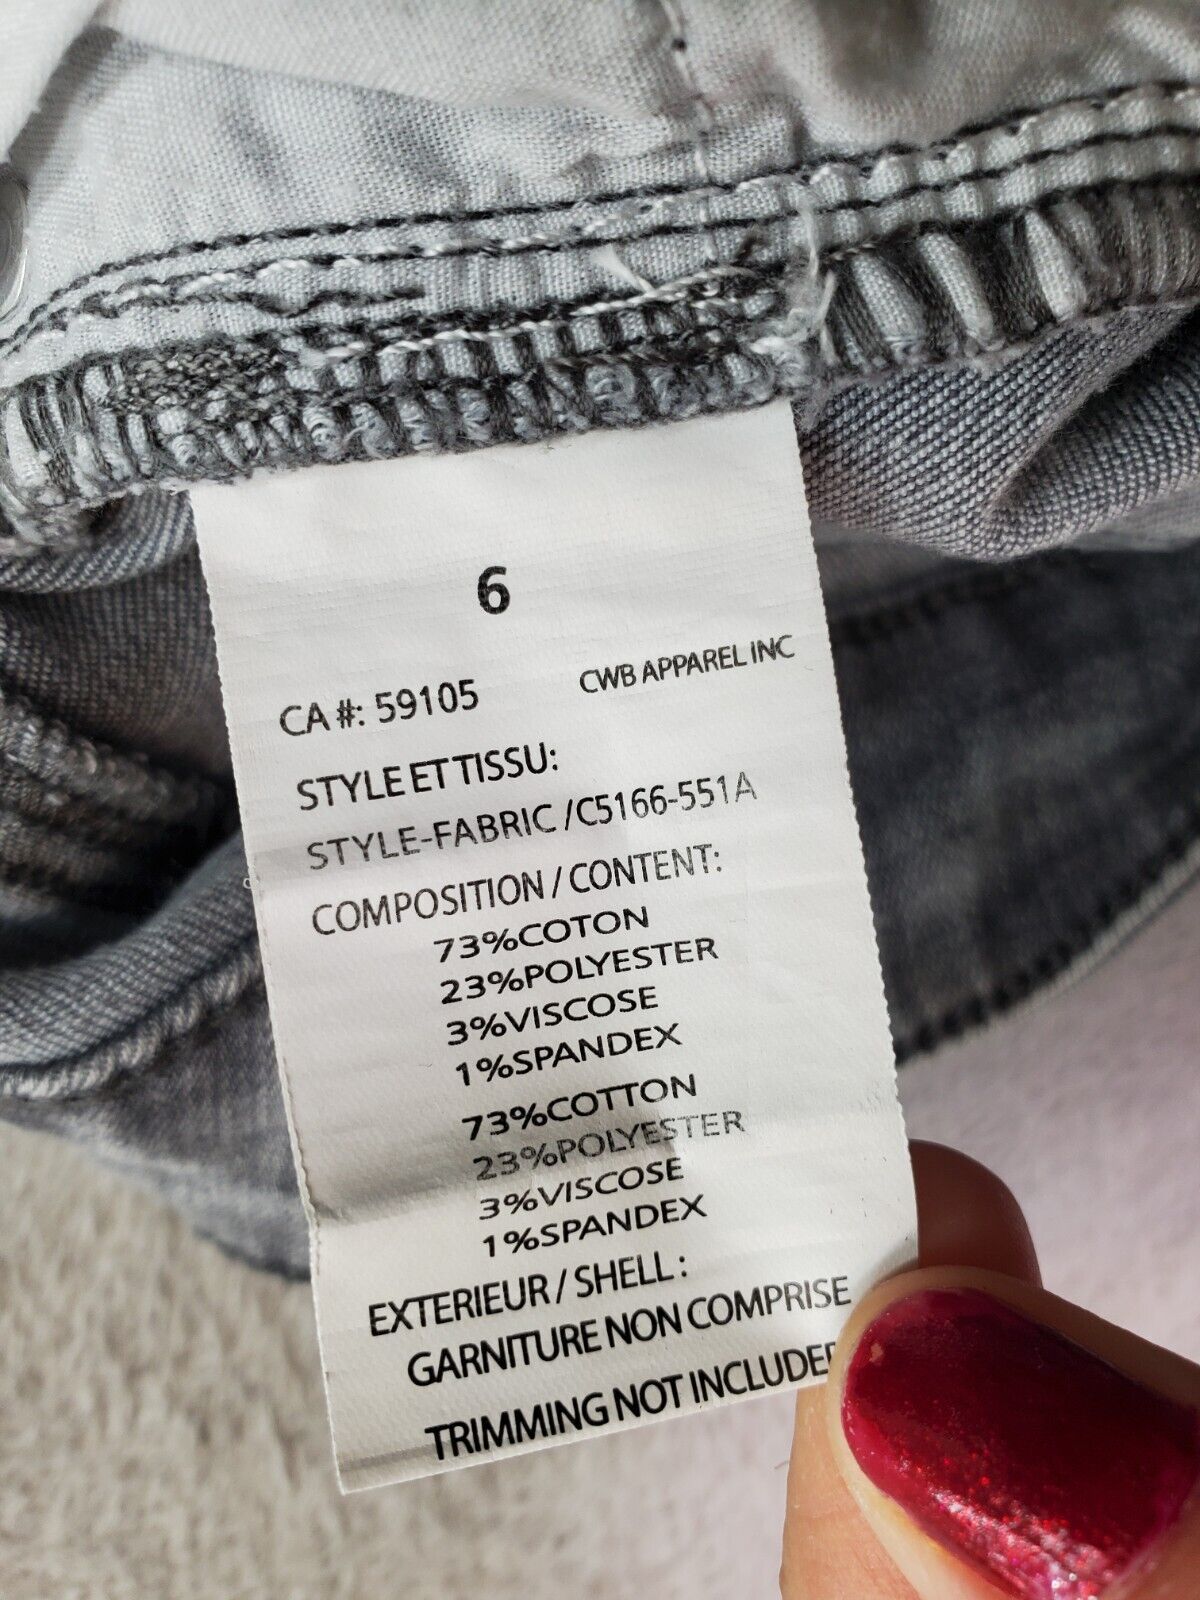 6
CWB APPAREL INC
CA #: 59105
STYLE ET TISSU:
STYLE-FABRIC /C5166-551A
COMPOSITION / CONTENT:
73%COTON
23%POLYESTER
3%VISCOSE
1%SPANDEX
73%COTTON
23%POLYESTER
3%VISCOSE
1%SPANDEX
EXTERIEUR / SHELL :
GARNITURE NON COMPRISE
TRIMMING NOT INCLUDED